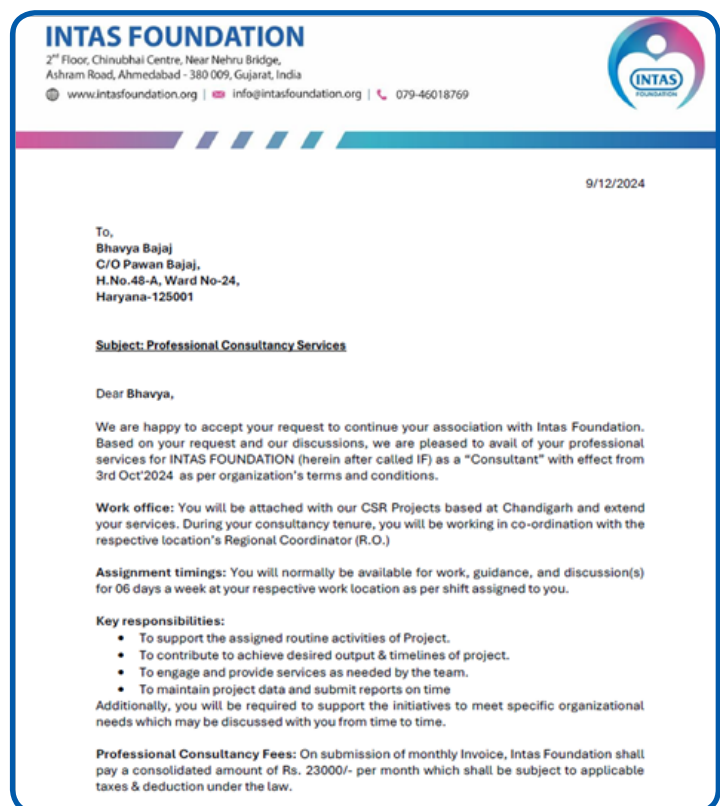 INTAS FOUNDATION
2nd Floor, Chinubhai Centre, Near Nehru Bridge,
Ashram Road, Ahmedabad - 380 009, Gujarat, India
www.intasfoundation.org | info@intasfoundation.org | 079-46018769
INTAS
FOUNDATION
9/12/2024
To,
Bhavya Bajaj
C/O Pawan Bajaj,
H.No.48-A, Ward No-24,
Haryana-125001
Subject: Professional Consultancy Services
Dear Bhavya,
We are happy to accept your request to continue your association with Intas Foundation.
Based on your request and our discussions, we are pleased to avail of your professional
services for INTAS FOUNDATION (herein after called IF) as a “Consultant” with effect from
3rd Oct'2024 as per organization's terms and conditions.
Work office: You will be attached with our CSR Projects based at Chandigarh and extend
your services. During your consultancy tenure, you will be working in co-ordination with the
respective location's Regional Coordinator (R.O.)
Assignment timings: You will normally be available for work, guidance, and discussion(s)
for 06 days a week at your respective work location as per shift assigned to you.
Key responsibilities:
• To support the assigned routine activities of Project.
• To contribute to achieve desired output & timelines of project.
• To engage and provide services as needed by the team.
• To maintain project data and submit reports on time
Additionally, you will be required to support the initiatives to meet specific organizational
needs which may be discussed with you from time to time.
Professional Consultancy Fees: On submission of monthly Invoice, Intas Foundation shall
pay a consolidated amount of Rs. 23000/- per month which shall be subject to applicable
taxes & deduction under the law.